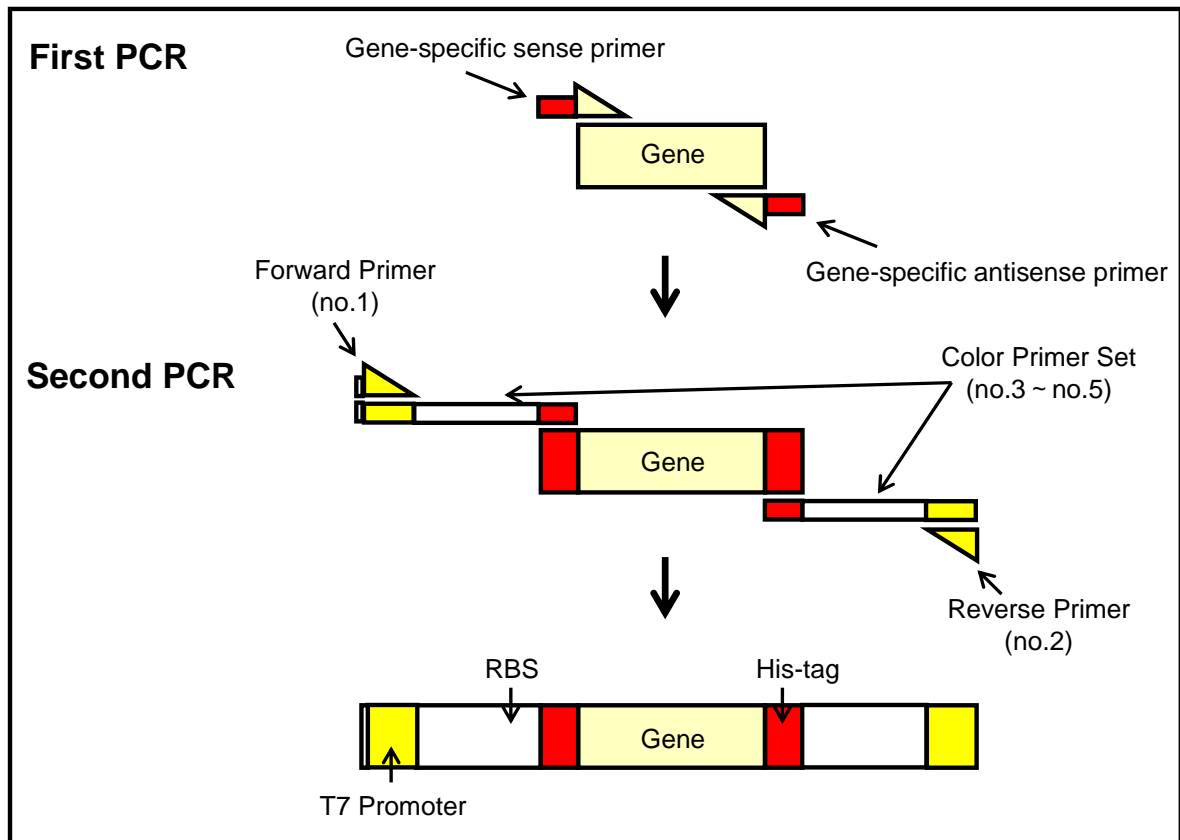 First PCR
Gene-specific sense primer
Gene
Gene-specific antisense primer
Forward Primer
(no.1)
Second PCR
Color Primer Set
(no.3 ~ no.5)
Gene
Reverse Primer
(no.2)
RBS
His-tag
Gene
T7 Promoter